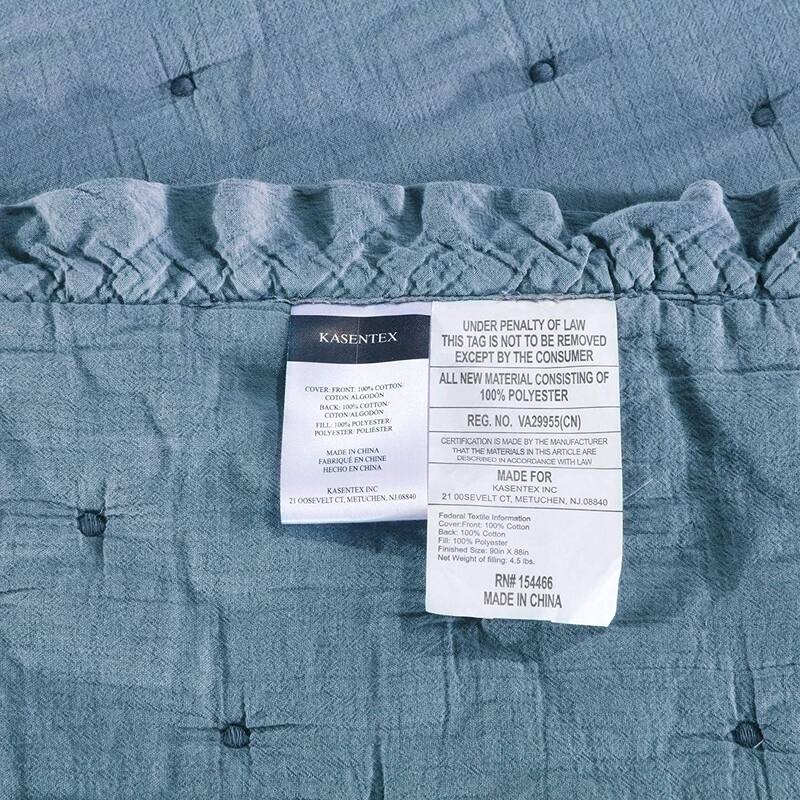 KASENTEX
COVER: FRONT: 100% COTTON/
COTON/ALGODÓN
BACK: 100% COTTON/
COTON/ALGODÓN
FILL: 100% POLYESTER/
POLYESTER/ POLIÉSTER
MADE IN CHINA
FABRIQUÉ EN CHINE
HECHO EN CHINA
KASENTEX INC
21 OOSEVELT CT, METUCHEN, NJ.08840
UNDER PENALTY OF LAW
THIS TAG IS NOT TO BE REMOVED
EXCEPT BY THE CONSUMER
ALL NEW MATERIAL CONSISTING OF
100% POLYESTER
REG. NO. VA29955(CN)
CERTIFICATION IS MADE BY THE MANUFACTURER
THAT THE MATERIALS IN THIS ARTICLE ARE
DESCRIBED IN ACCORDANCE WITH LAW
MADE FOR
KASENTEX INC
21 OOSEVELT CT, METUCHEN, NJ.08840
Federal Textile Information
Cover:Front: 100% Cotton
Back: 100% Cotton
Fill: 100% Polyester
Finished Size: 90in X 88in
Net Weight of filling: 4.5 lbs.
RN# 154466
MADE IN CHINA